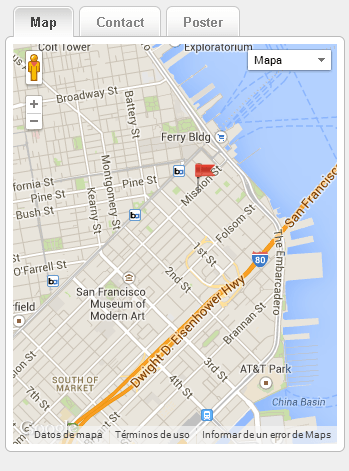 Map
Contact
Poster
Coit Tower
Exploratorium
Mapa
Broadway St
Battery St
Ferry Bldg
Montgomery St
Kearny St
California St
Pine St
Pine St
Bush St
Mission St
Folsom St
San Francisco
The Embarcadero
1st St
2nd St
80
O'Farrell St
San Francisco
Museum of
Modern Art
Dwight D. Eisenhower Hwy
Brannan St
3rd St
AT&T Park
SOUTH OF
MARKET
4th St
7th St
China Basin
Datos de mapa
Términos de uso
Informar de un error de Maps